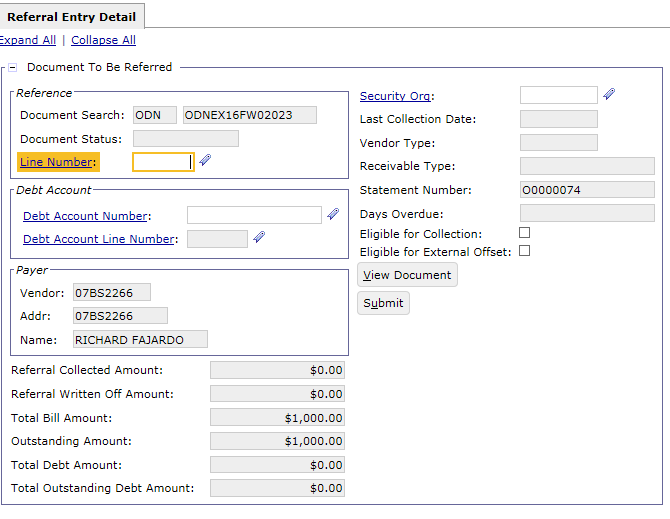 Referral Entry Detail
Expand All | Collapse All
Document To Be Referred
Reference
Document Search: ODN ODNEX16FW02023
Document Status:
Line Number:
Debt Account
Debt Account Number:
Debt Account Line Number:
Payer
Vendor: 07BS2266
Addr: 07BS2266
Name: RICHARD FAJARDO
Referral Collected Amount: $0.00
Referral Written Off Amount: $0.00
Total Bill Amount: $1,000.00
Outstanding Amount: $1,000.00
Total Debt Amount: $0.00
Total Outstanding Debt Amount: $0.00
Security Org:
Last Collection Date:
Vendor Type:
Receivable Type:
Statement Number: O0000074
Days Overdue:
Eligible for Collection:
Eligible for External Offset:
View Document
Submit